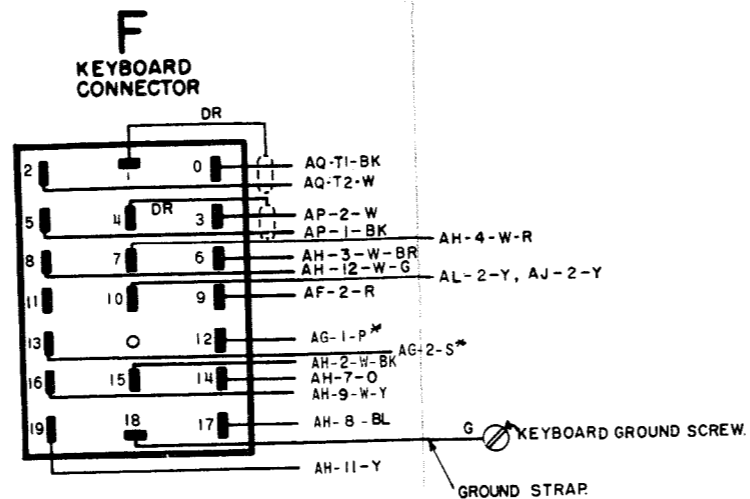 F
KEYBOARD
CONNECTOR
DR
2 1 0 AQ-T1-BK
AQ-T2-W
5 4 DR 3 AP-2-W
AP-1-BK
AH-4-W-R
8 7 6 AH-3-W-BR
AH-12-W-G
AL-2-Y, AJ-2-Y
11 10 9 AF-2-R
13 12 AG-1-P*
AG-2-S*
AH-2-W-BK
16 15 14 AH-7-O
AH-9-W-Y
19 18 17 AH-8-BL
G KEYBOARD GROUND SCREW.
AH-11-Y
GROUND STRAP.